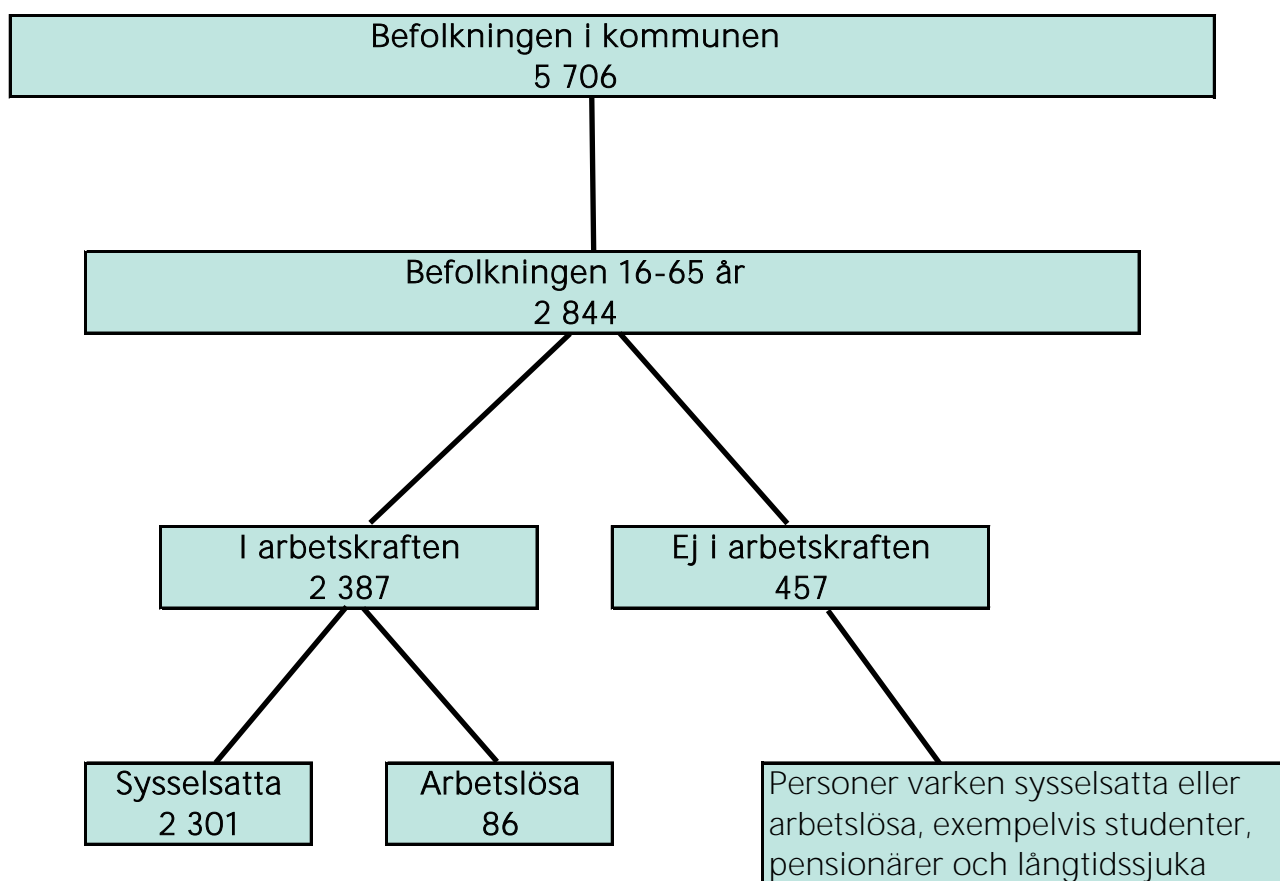 Befolkningen i kommunen
5 706
Befolkningen 16-65 år
2 844
I arbetskraften
2 387
Ej i arbetskraften
457
Sysselsatta
2 301
Arbetslösa
86
Personer varken sysselsatta eller
arbetslösa, exempelvis studenter,
pensionärer och långtidssjuka